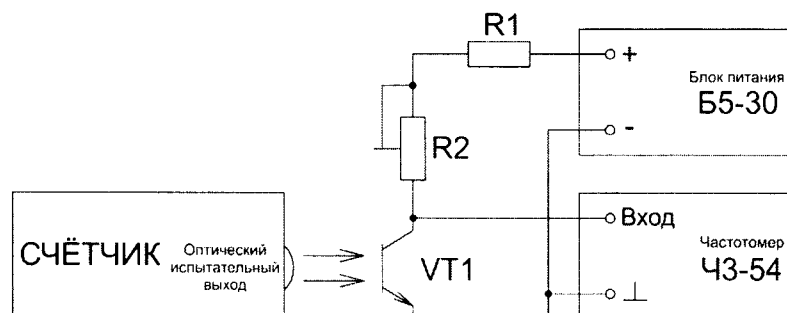 R1
+
Блок питания
Б5-30
-
R2
СЧЁТЧИК
Оптический
испытательный
выход
VT1
Вход
Частотомер
Ч3-54
⊥